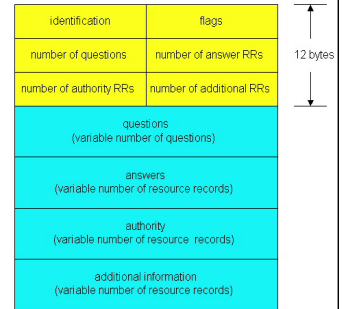 identification flags
number of questions number of answer RRs 12 bytes
number of authority RRs number of additional RRs
questions
(variable number of questions)
answers
(variable number of resource records)
authority
(variable number of resource records)
additional information
(variable number of resource records)